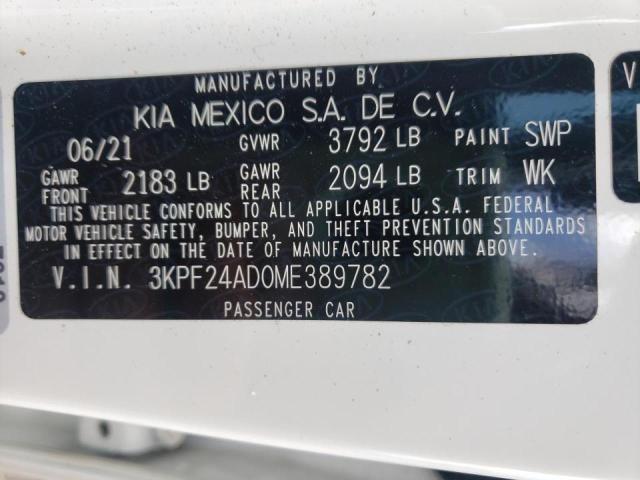 MANUFACTURED BY
KIA MEXICO S.A. DE C.V.
06/21 GVWR 3792 LB PAINT SWP
GAWR FRONT 2183 LB GAWR REAR 2094 LB TRIM WK
THIS VEHICLE CONFORMS TO ALL APPLICABLE U.S.A. FEDERAL
MOTOR VEHICLE SAFETY, BUMPER, AND THEFT PREVENTION STANDARDS
IN EFFECT ON THE DATE OF MANUFACTURE SHOWN ABOVE.
V.I.N. 3KPF24AD0ME389782
PASSENGER CAR